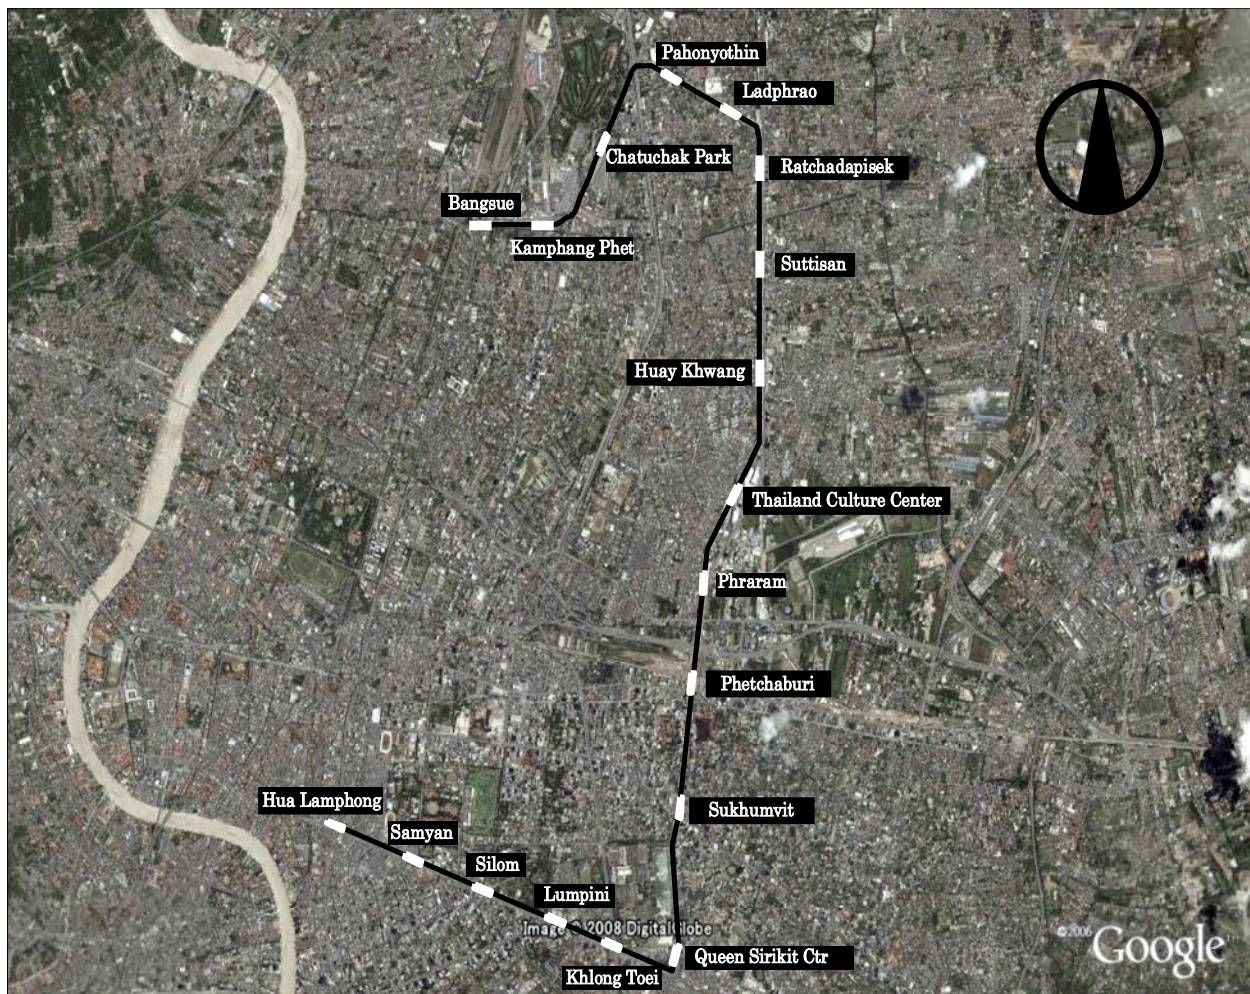 Pahonyothin
Ladphrao
Chatuchak Park
Ratchadapisek
Bangsue
Kamphang Phet
Suttisan
Huay Khwang
Thailand Culture Center
Phraram
Phetchaburi
Hua Lamphong
Sukhumvit
Samyan
Silom
Lumpini
Image © 2008 DigitalGlobe
©2006 Google™
Queen Sirikit Ctr
Khlong Toei